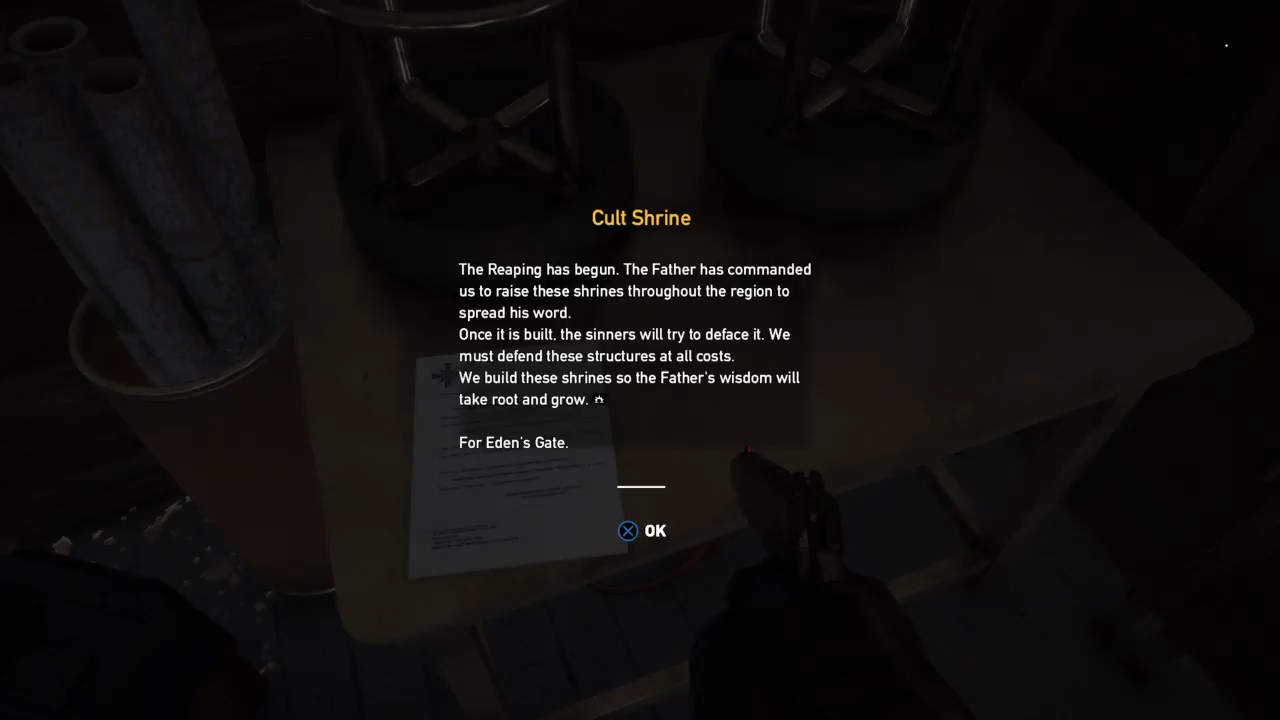 Cult Shrine
The Reaping has begun. The Father has commanded
us to raise these shrines throughout the region to
spread his word.
Once it is built, the sinners will try to deface it. We
must defend these structures at all costs.
We build these shrines so the Father's wisdom will
take root and grow.
For Eden's Gate.
OK